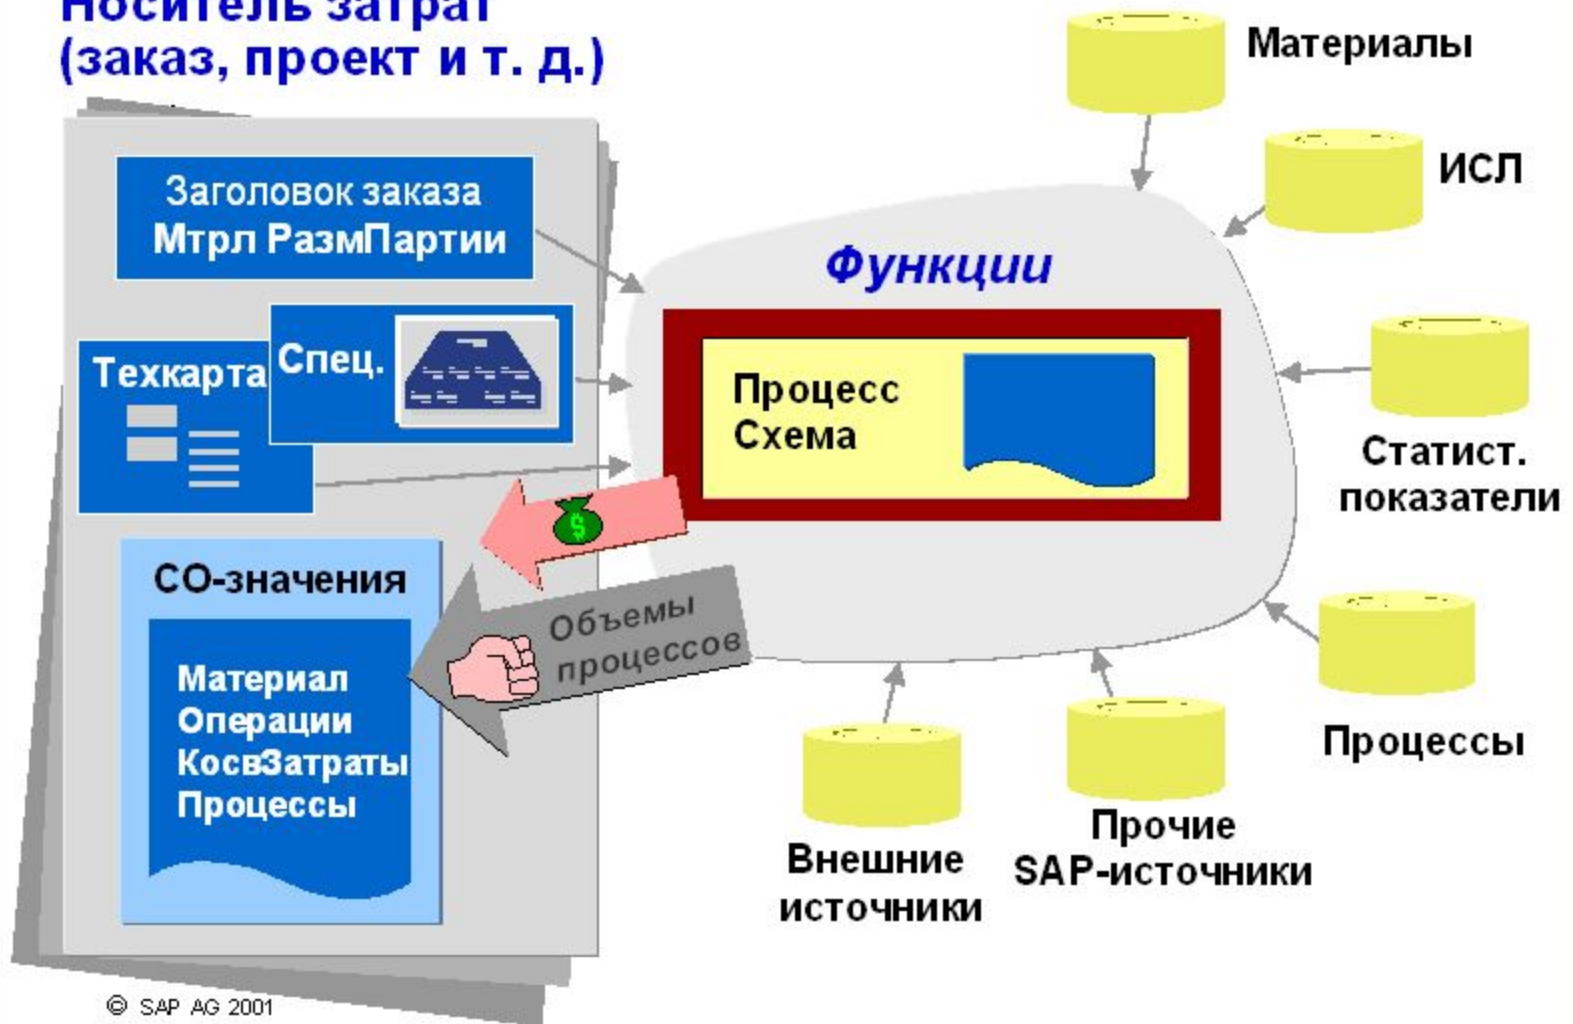 Носитель затрат
(заказ, проект и т. д.)
Заголовок заказа
Мтрл РазмПартии
Техкарта
Спец.
СО-значения
Материал
Операции
КосвЗатраты
Процессы
$
Объемы
процессов
Функции
Процесс
Схема
Материалы
ИСЛ
Статист.
показатели
Процессы
Прочие
SAP-источники
Внешние
источники
© SAP AG 2001